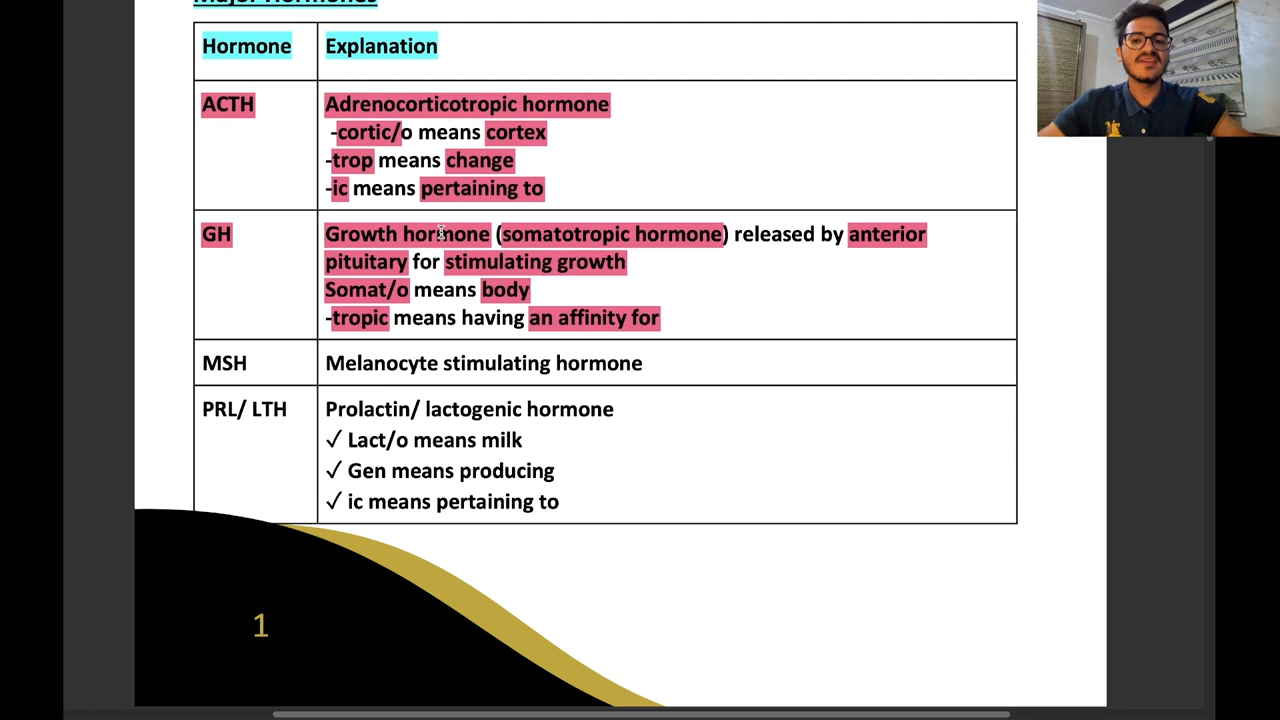 Major Hormones
Hormone Explanation
ACTH Adrenocorticotropic hormone
-cortic/o means cortex
-trop means change
-ic means pertaining to
GH Growth hormone (somatotropic hormone) released by anterior
pituitary for stimulating growth
Somat/o means body
-tropic means having an affinity for
MSH Melanocyte stimulating hormone
PRL/ LTH Prolactin/ lactogenic hormone
✓ Lact/o means milk
✓ Gen means producing
✓ ic means pertaining to
1